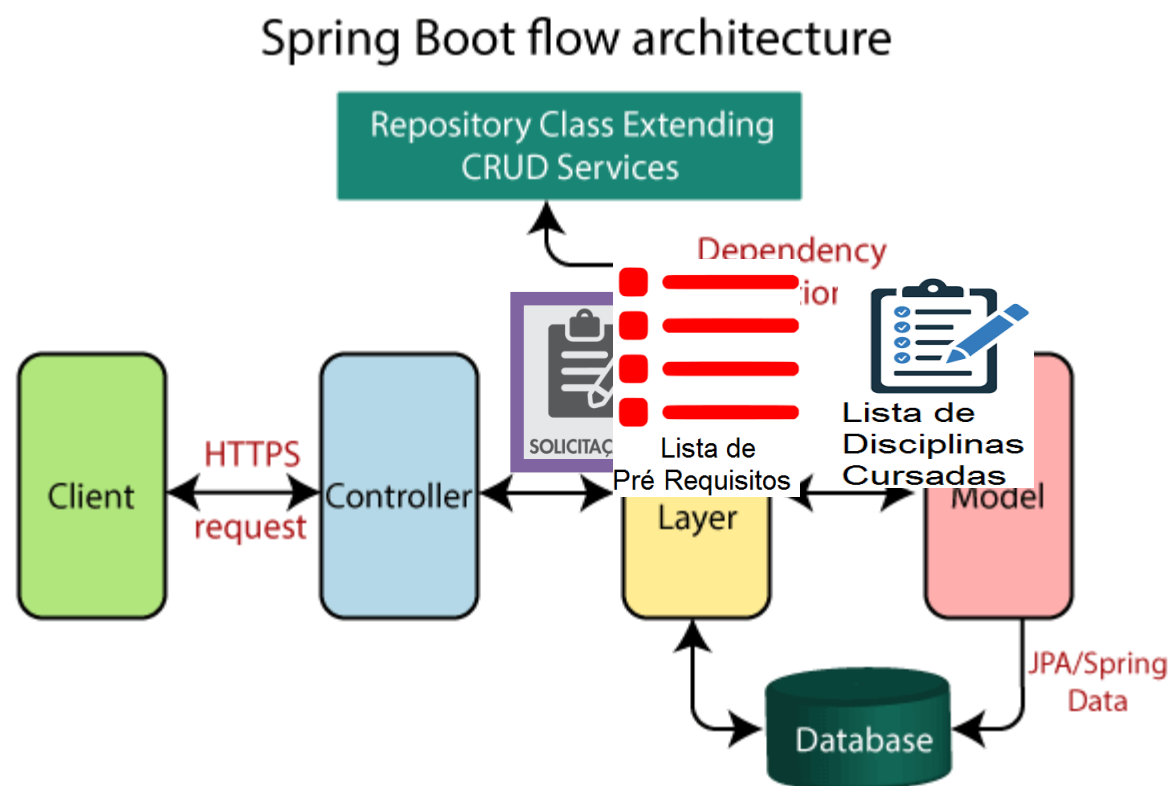 Spring Boot flow architecture
Repository Class Extending
CRUD Services
Dependency
Client
HTTPS
request
Controller
Lista de
Pré Requisitos
Layer
Lista de
Disciplinas
Cursadas
Model
JPA/Spring
Data
Database